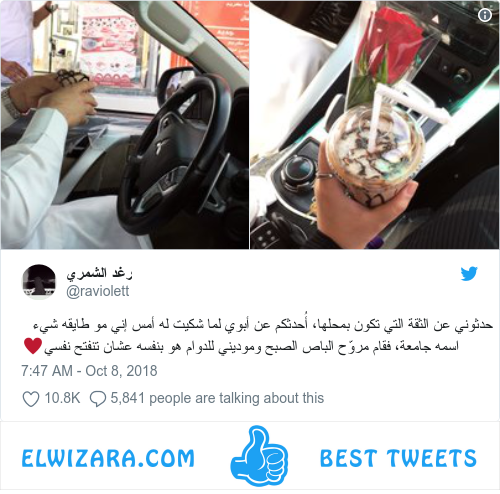 رغد الشمري
@raviolett
حدثوني عن الثقة التي تكون بمحلها، أُحدثكم عن أبوي لما شكيت له أمس إني مو طايقه شيء
اسمه جامعة، فقام مروّح الباص الصبح وموديني للدوام هو بنفسه عشان تنفتح نفسي❤
7:47 AM - Oct 8, 2018
10.8K 5,841 people are talking about this
ELWIZARA.COM BEST TWEETS